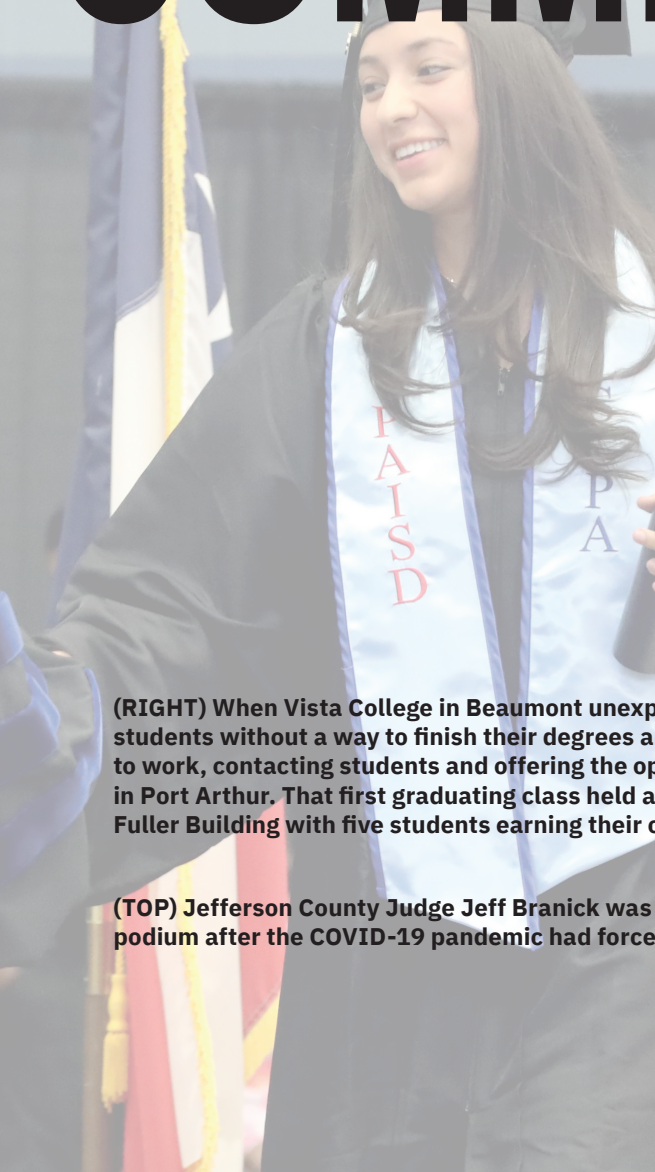 P
A
I
S
D
P
A
(RIGHT) When Vista College in Beaumont unexp
students without a way to finish their degrees a
to work, contacting students and offering the op
in Port Arthur. That first graduating class held a
Fuller Building with five students earning their
(TOP) Jefferson County Judge Jeff Branick was
podium after the COVID-19 pandemic had force